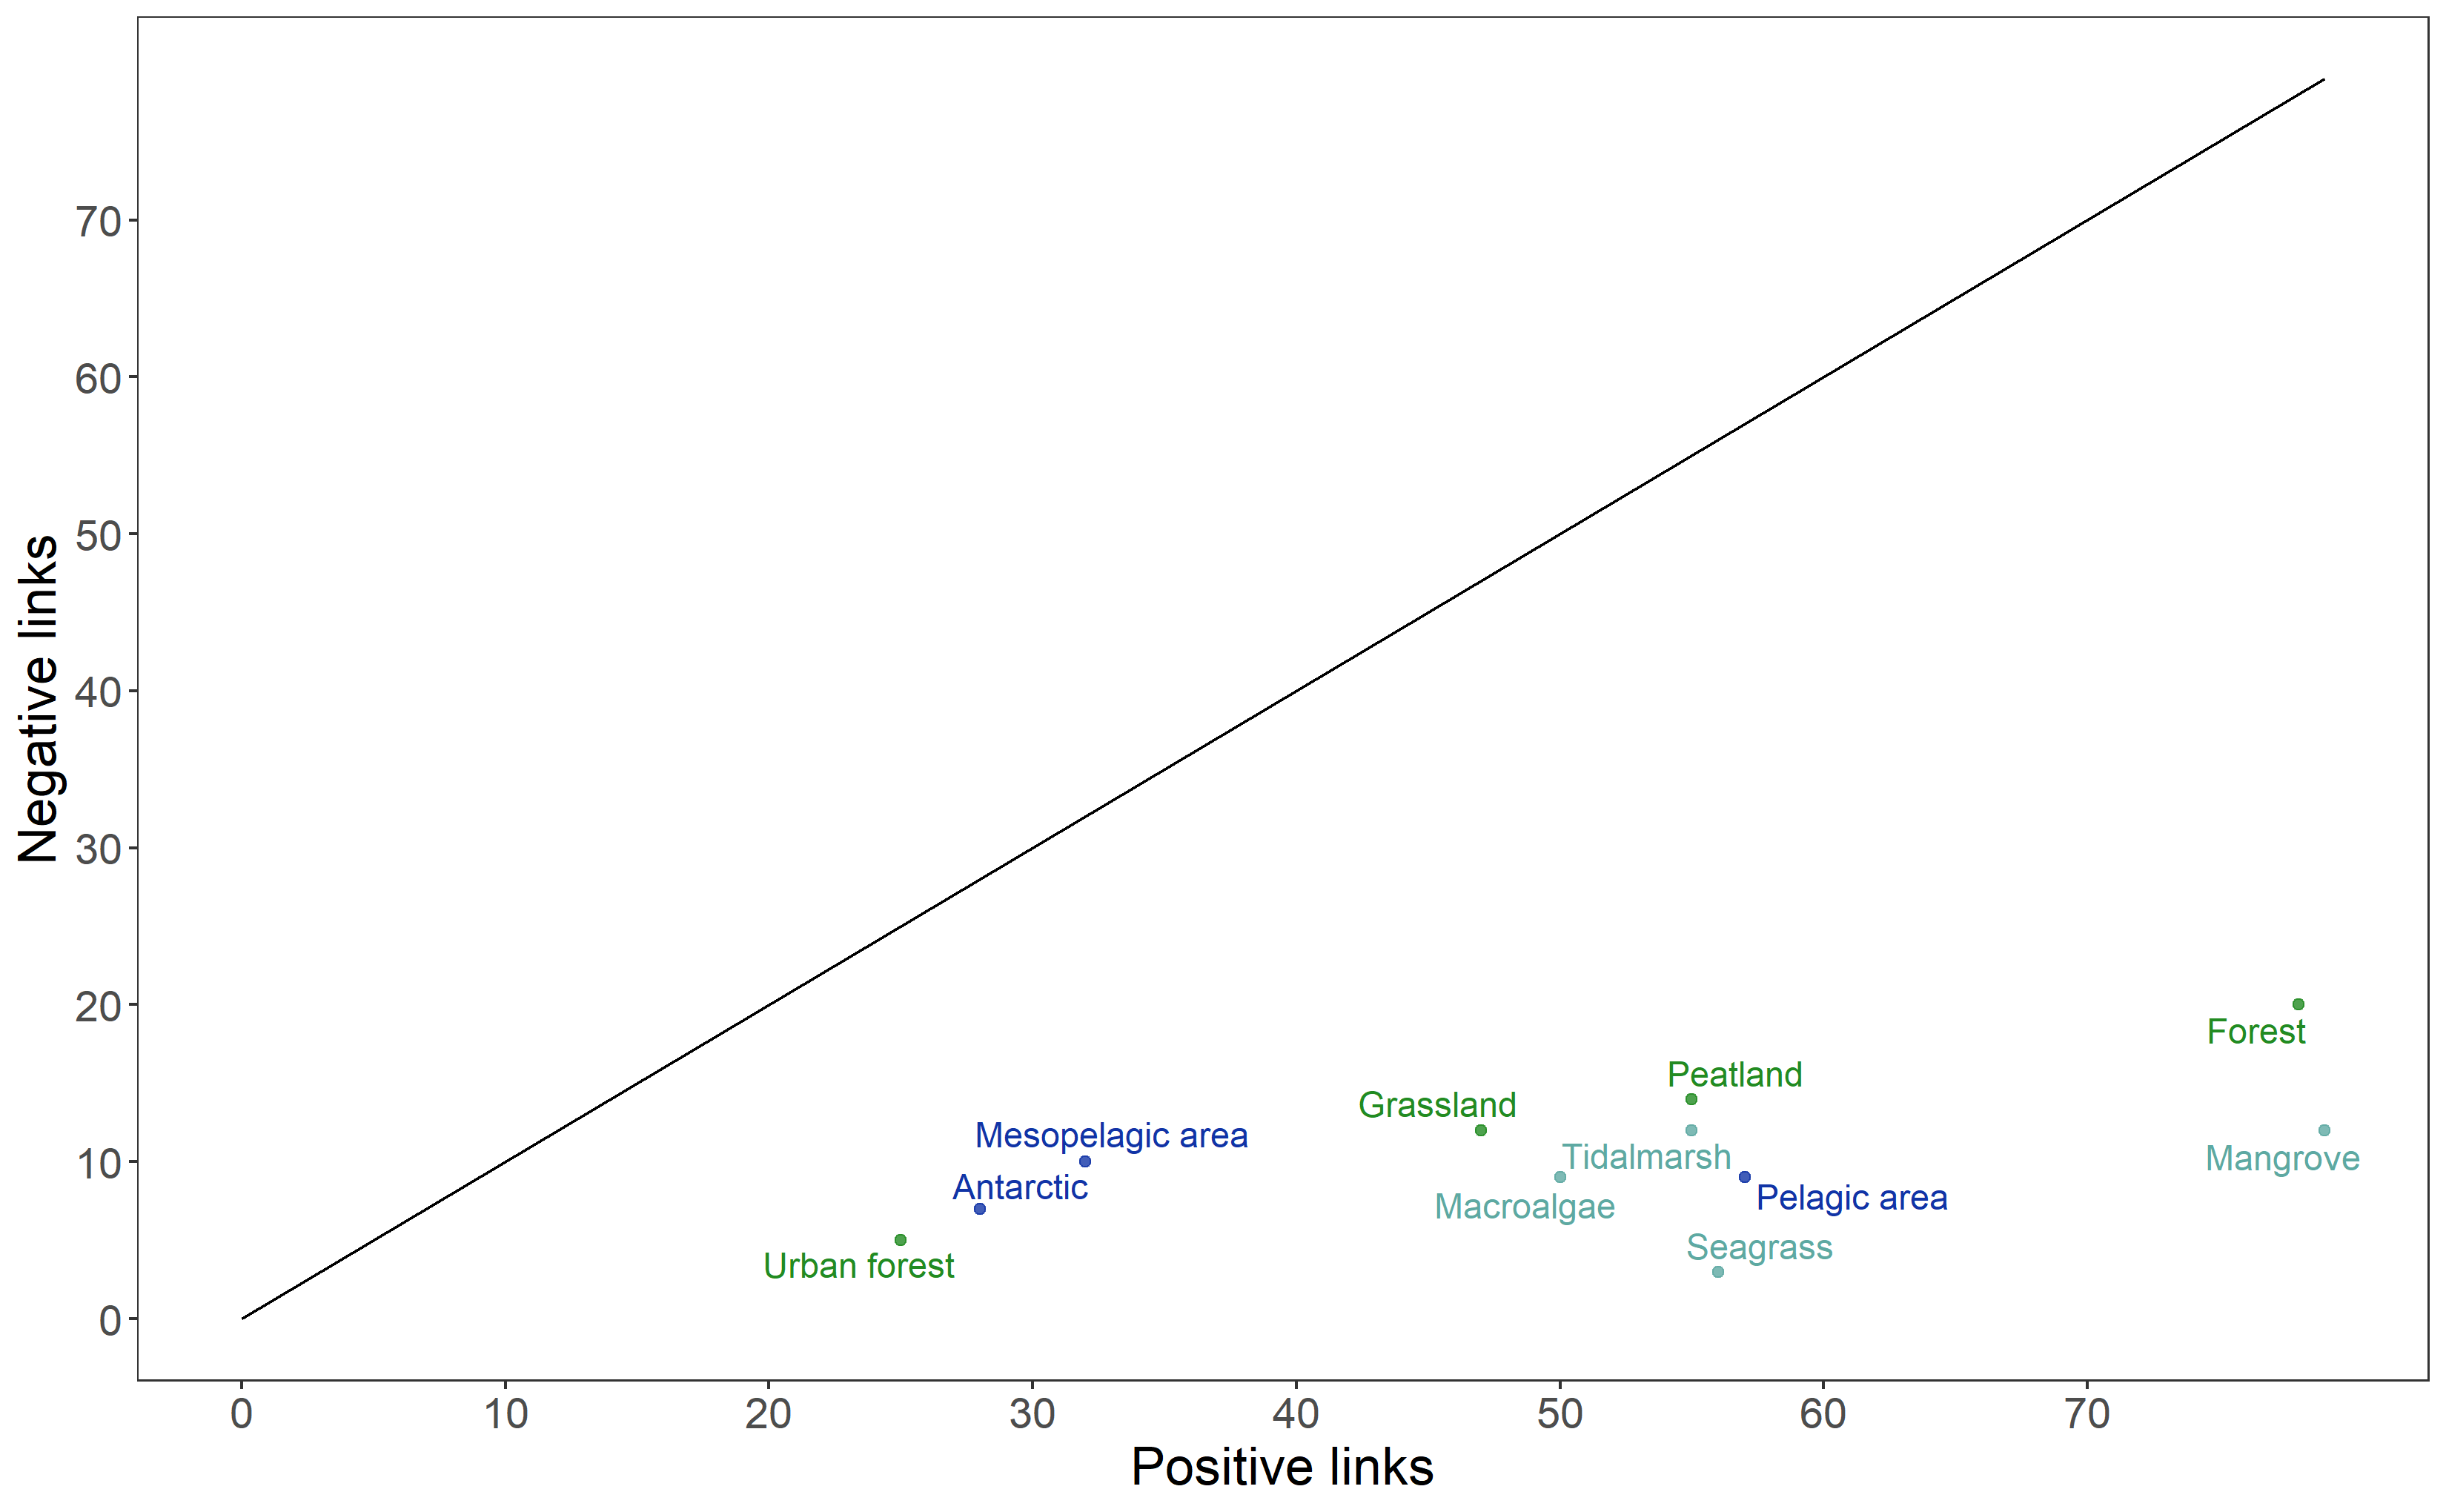 Negative links
70
60
50
40
30
20
10
0
Forest
Peatland
Grassland
Mesopelagic area
Tidalmarsh
Mangrove
Antarctic
Macroalgae
Pelagic area
Seagrass
Urban forest
0 10 20 30 40 50 60 70
Positive links